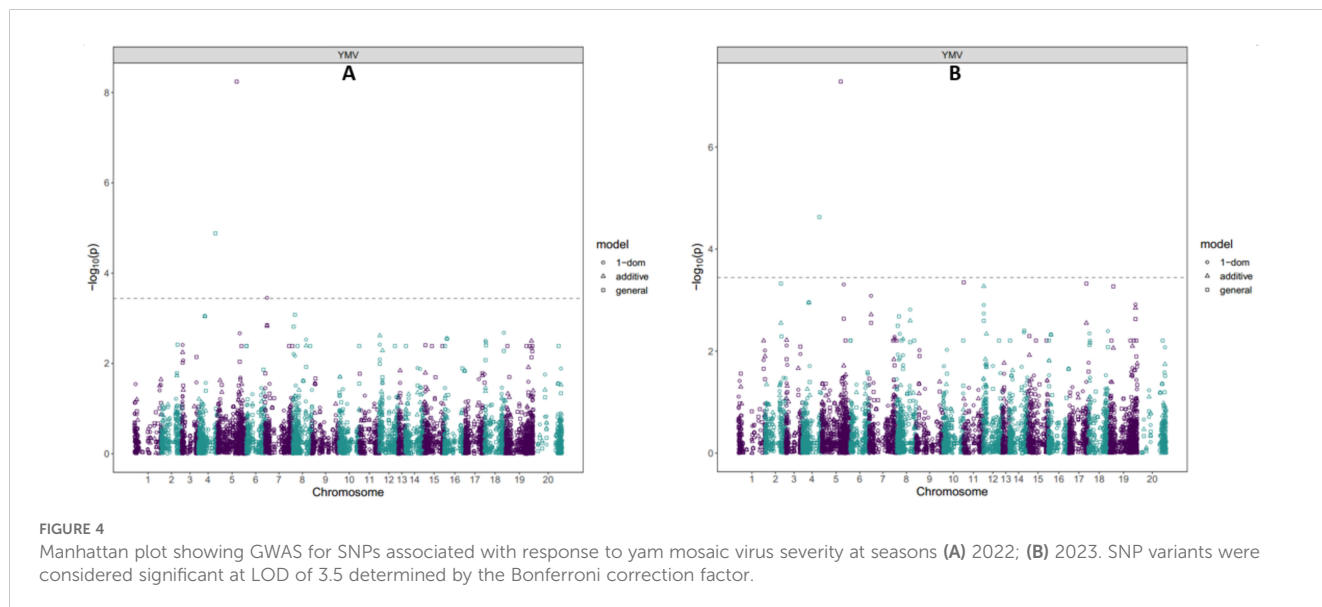 YMV
A
8
6
4
2
0
−log10(p)
1 2 3 4 5 6 7 8 9 10 11 12 13 14 15 16 17 18 19 20
Chromosome
model
1-dom
additive
general
YMV
B
6
4
2
0
−log10(p)
1 2 3 4 5 6 7 8 9 10 11 12 13 14 15 16 17 18 19 20
Chromosome
model
1-dom
additive
general
FIGURE 4
Manhattan plot showing GWAS for SNPs associated with response to yam mosaic virus severity at seasons (A) 2022; (B) 2023. SNP variants were
considered significant at LOD of 3.5 determined by the Bonferroni correction factor.